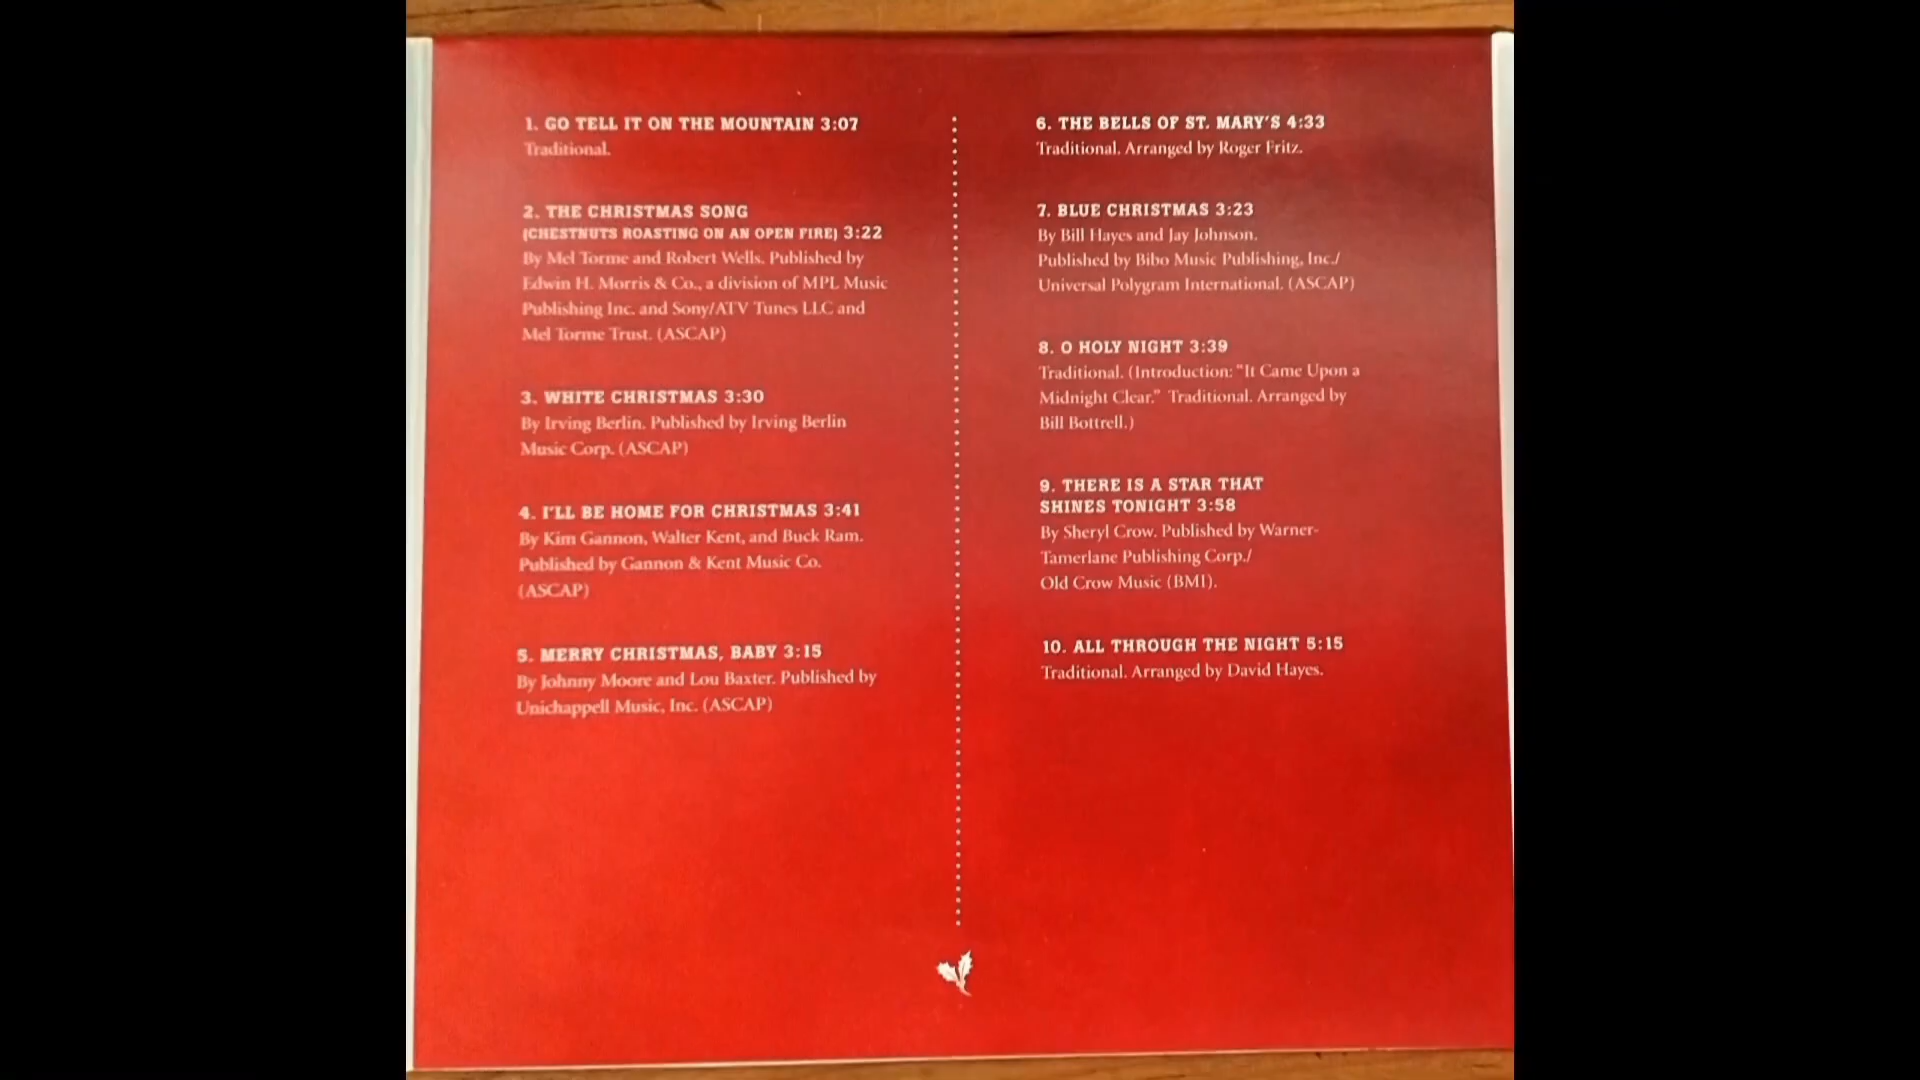 1. GO TELL IT ON THE MOUNTAIN 3:07
Traditional.
2. THE CHRISTMAS SONG
(CHESTNUTS ROASTING ON AN OPEN FIRE) 3:22
By Mel Torme and Robert Wells. Published by
Edwin H. Morris & Co., a division of MPL Music
Publishing Inc. and Sony/ATV Tunes LLC and
Mel Torme Trust. (ASCAP)
3. WHITE CHRISTMAS 3:30
By Irving Berlin. Published by Irving Berlin
Music Corp. (ASCAP)
4. I'LL BE HOME FOR CHRISTMAS 3:41
By Kim Gannon, Walter Kent, and Buck Ram.
Published by Gannon & Kent Music Co.
(ASCAP)
5. MERRY CHRISTMAS, BABY 3:15
By Johnny Moore and Lou Baxter. Published by
Unichappell Music, Inc. (ASCAP)
6. THE BELLS OF ST. MARY'S 4:33
Traditional. Arranged by Roger Fritz.
7. BLUE CHRISTMAS 3:23
By Bill Hayes and Jay Johnson.
Published by Bibo Music Publishing, Inc./
Universal Polygram International. (ASCAP)
8. O HOLY NIGHT 3:39
Traditional. (Introduction: "It Came Upon a
Midnight Clear." Traditional. Arranged by
Bill Bottrell.)
9. THERE IS A STAR THAT
SHINES TONIGHT 3:58
By Sheryl Crow. Published by Warner-
Tamerlane Publishing Corp./
Old Crow Music (BMI).
10. ALL THROUGH THE NIGHT 5:15
Traditional. Arranged by David Hayes.